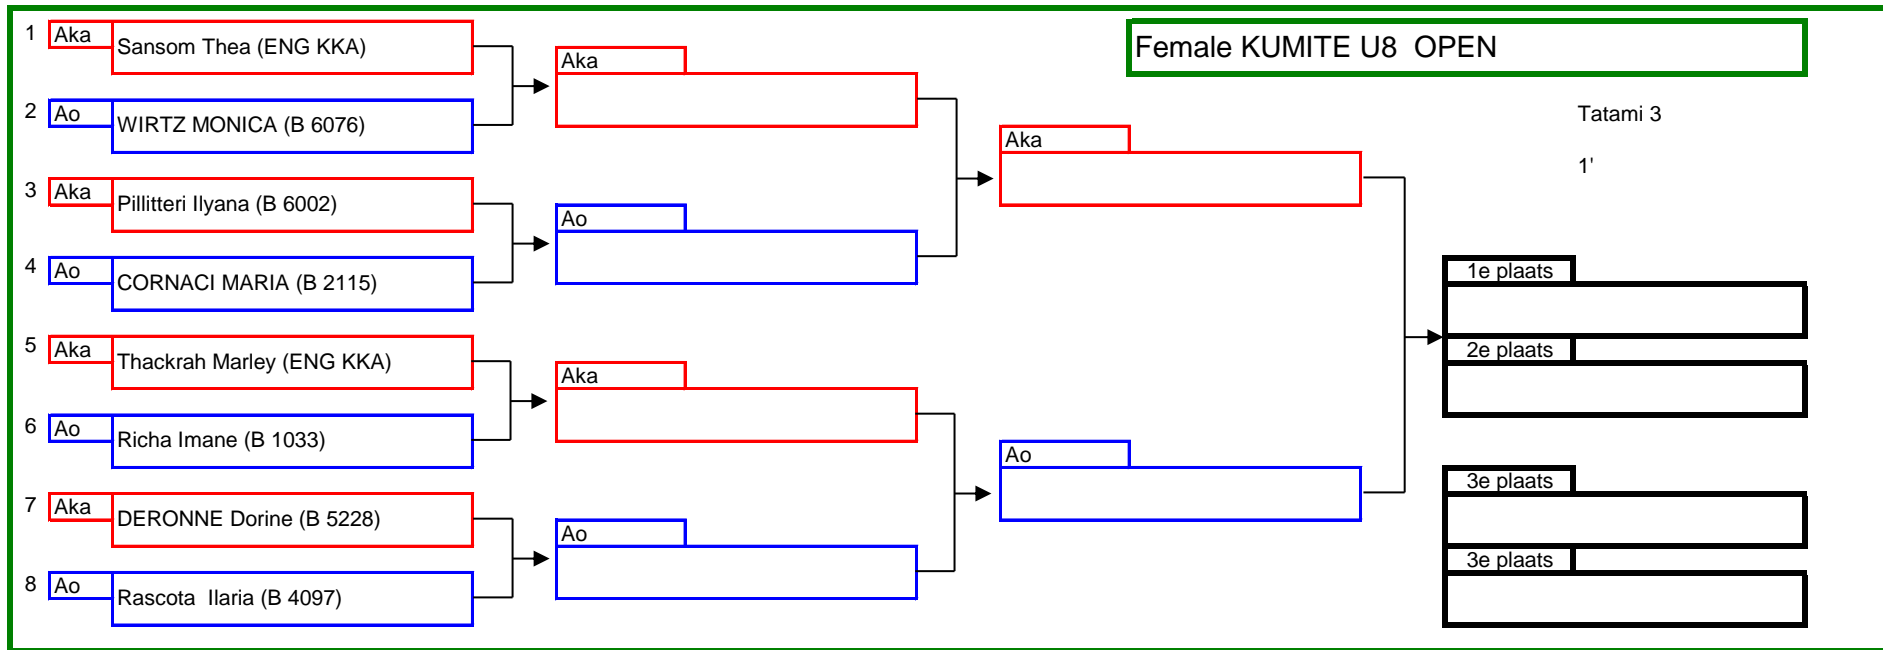 Female KUMITE U8  OPEN
Tatami 3
1'
1 Aka
Sansom Thea (ENG KKA)
2 Ao
WIRTZ MONICA (B 6076)
3 Aka
Pillitteri Ilyana (B 6002)
4 Ao
CORNACI MARIA (B 2115)
5 Aka
Thackrah Marley (ENG KKA)
6 Ao
Richa Imane (B 1033)
7 Aka
DERONNE Dorine (B 5228)
8 Ao
Rascota  Ilaria (B 4097)
Aka
Ao
Aka
Ao
Aka
Ao
1e plaats
2e plaats
3e plaats
3e plaats